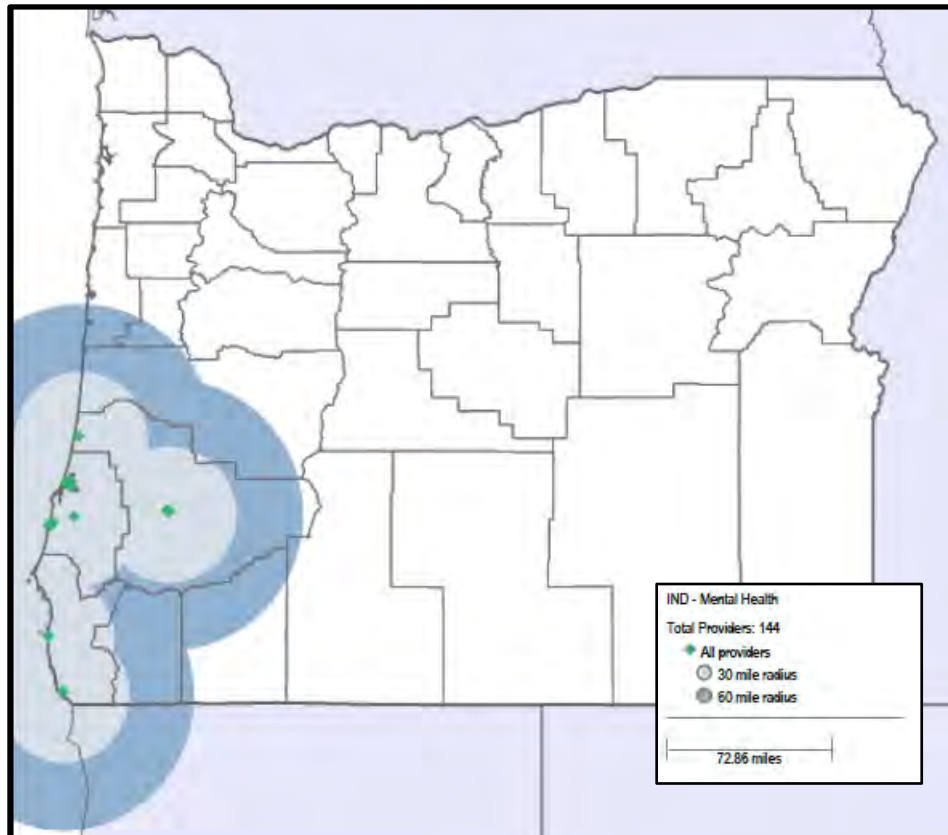 IND - Mental Health
Total Providers: 144
All providers
30 mile radius
60 mile radius
72.86 miles